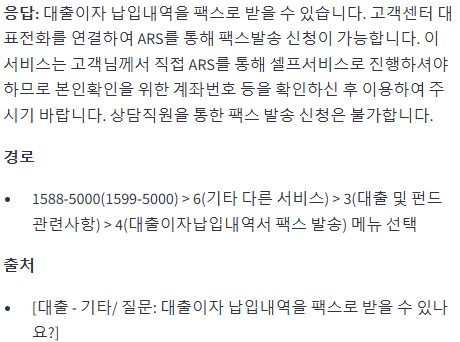 응답: 대출이자 납입내역을 팩스로 받을 수 있습니다. 고객센터 대
표전화를 연결하여 ARS를 통해 팩스발송 신청이 가능합니다. 이
서비스는 고객님께서 직접 ARS를 통해 셀프서비스로 진행하셔야
하므로 본인확인을 위한 계좌번호 등을 확인하신 후 이용하여 주
시기 바랍니다. 상담직원을 통한 팩스 발송 신청은 불가합니다.
경로
• 1588-5000(1599-5000) > 6(기타 다른 서비스) > 3(대출 및 펀드
관련사항) > 4(대출이자납입내역서 팩스 발송) 메뉴 선택
출처
• [대출 - 기타/ 질문: 대출이자 납입내역을 팩스로 받을 수 있나
요?]